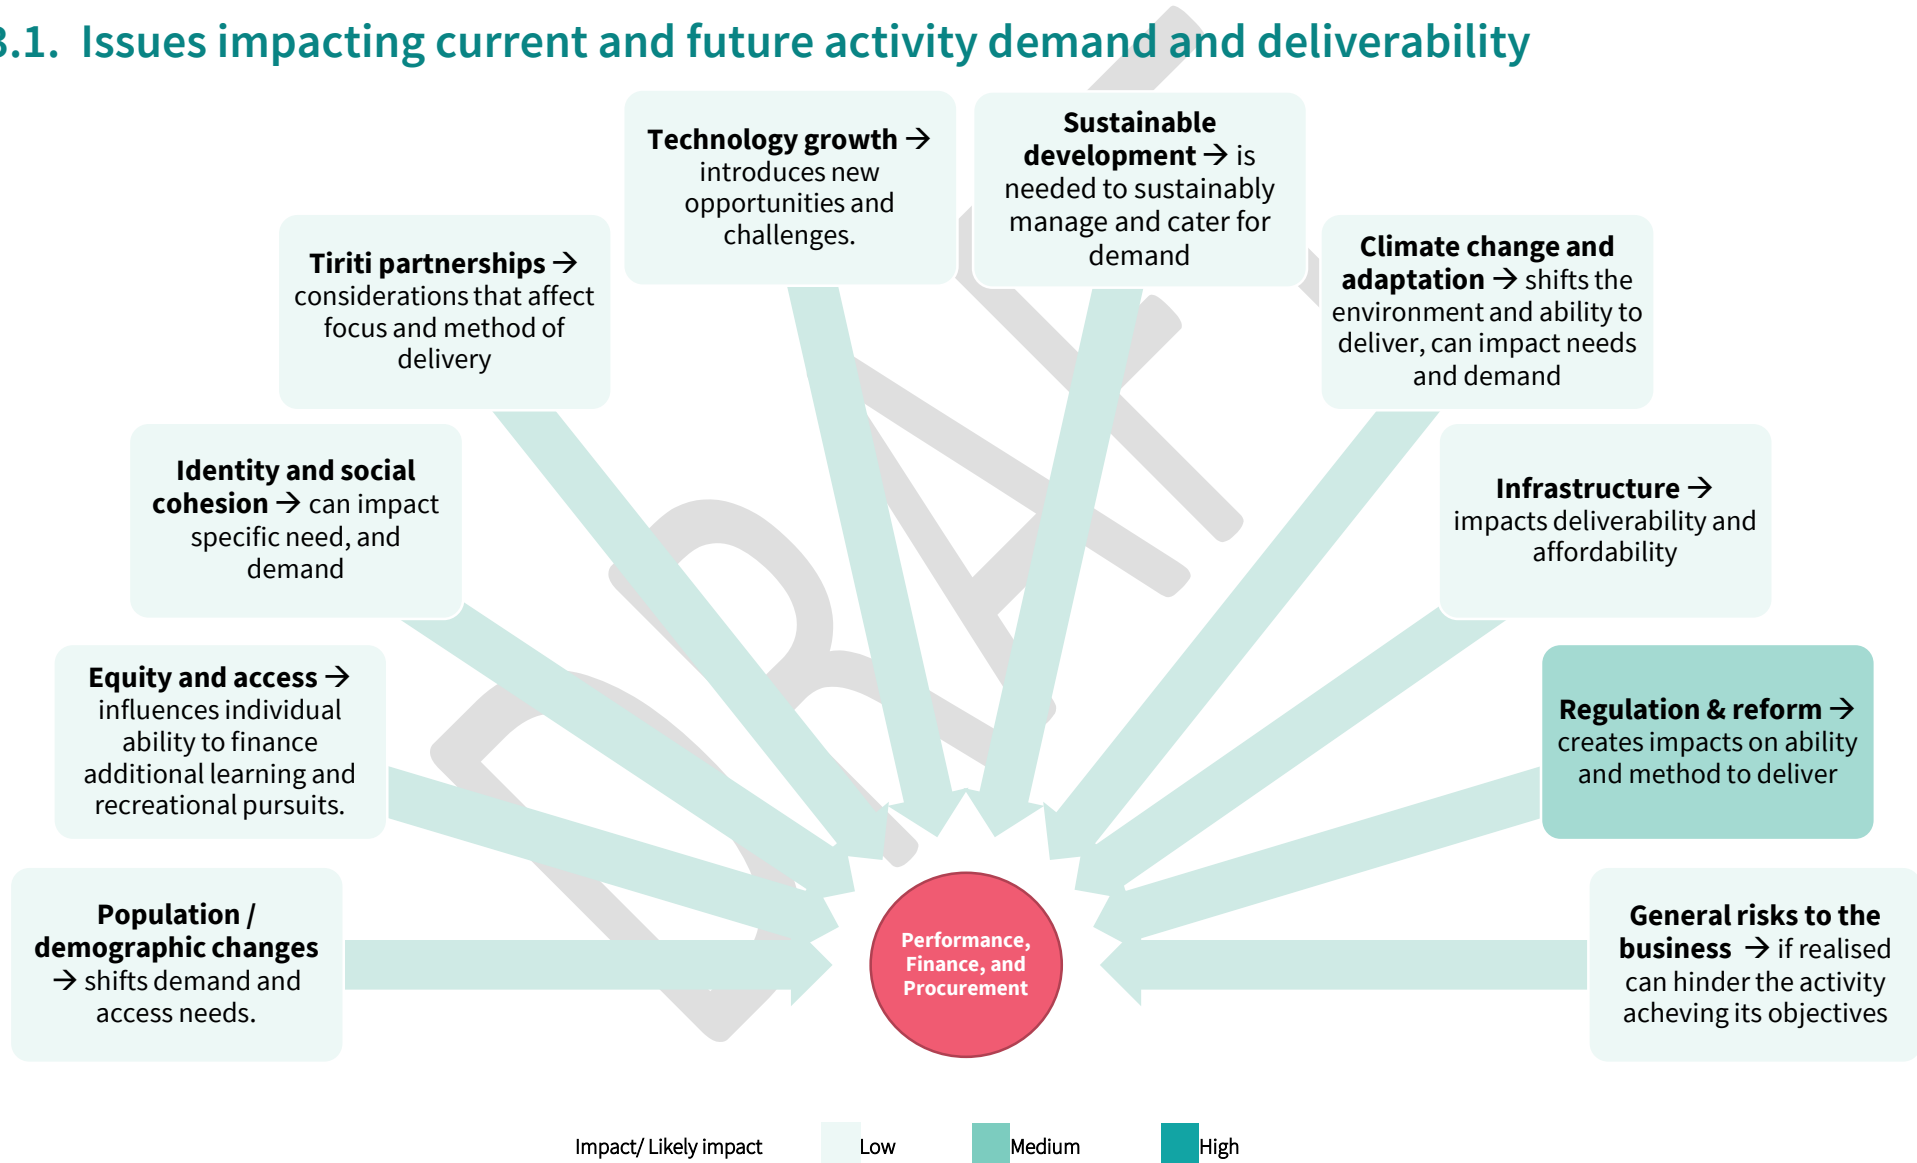 3.1. Issues impacting current and future activity demand and deliverability
Technology growth →
introduces new
opportunities and
challenges.
Sustainable
development → is
needed to sustainably
manage and cater for
demand
Tiriti partnerships →
considerations that affect
focus and method of
delivery
Climate change and
adaptation → shifts the
environment and ability to
deliver, can impact needs
and demand
Identity and social
cohesion → can impact
specific need, and
demand
Infrastructure →
impacts deliverability and
affordability
Equity and access →
influences individual
ability to finance
additional learning and
recreational pursuits.
Regulation & reform →
creates impacts on ability
and method to deliver
Population /
demographic changes
→ shifts demand and
access needs.
Performance,
Finance, and
Procurement
General risks to the
business → if realised
can hinder the activity
acheving its objectives
Impact/ Likely impact
Low
Medium
High
DRAFT